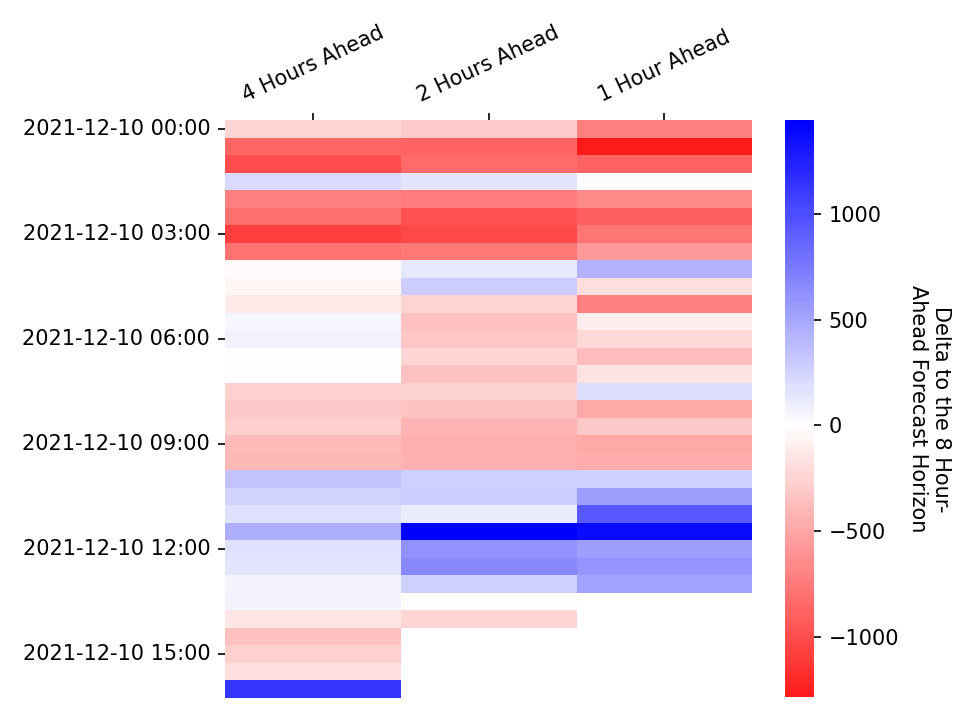 4 Hours Ahead
2 Hours Ahead
1 Hour Ahead
2021-12-10 00:00
2021-12-10 03:00
2021-12-10 06:00
2021-12-10 09:00
2021-12-10 12:00
2021-12-10 15:00
1000
500
0
−500
−1000
Delta to the 8 Hour-
Ahead Forecast Horizon